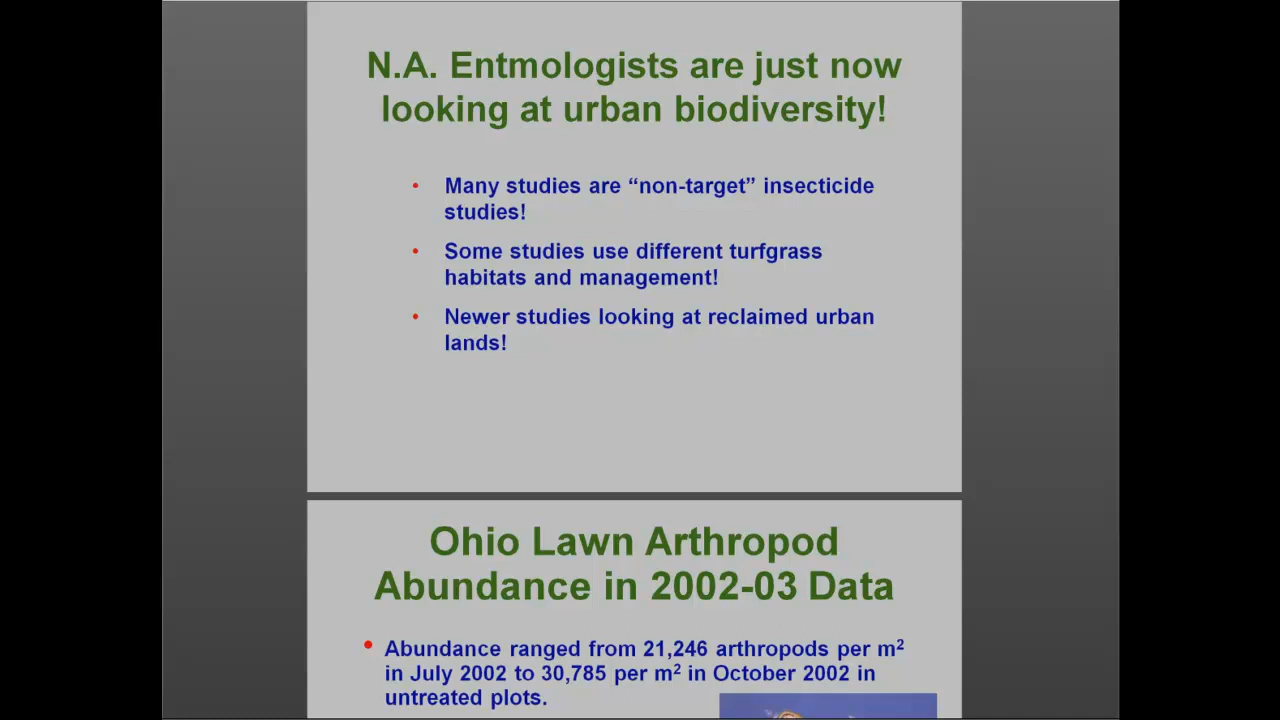 N.A. Entmologists are just now
looking at urban biodiversity!
• Many studies are “non-target” insecticide
studies!
• Some studies use different turfgrass
habitats and management!
• Newer studies looking at reclaimed urban
lands!
Ohio Lawn Arthropod
Abundance in 2002-03 Data
• Abundance ranged from 21,246 arthropods per m²
in July 2002 to 30,785 per m² in October 2002 in
untreated plots.